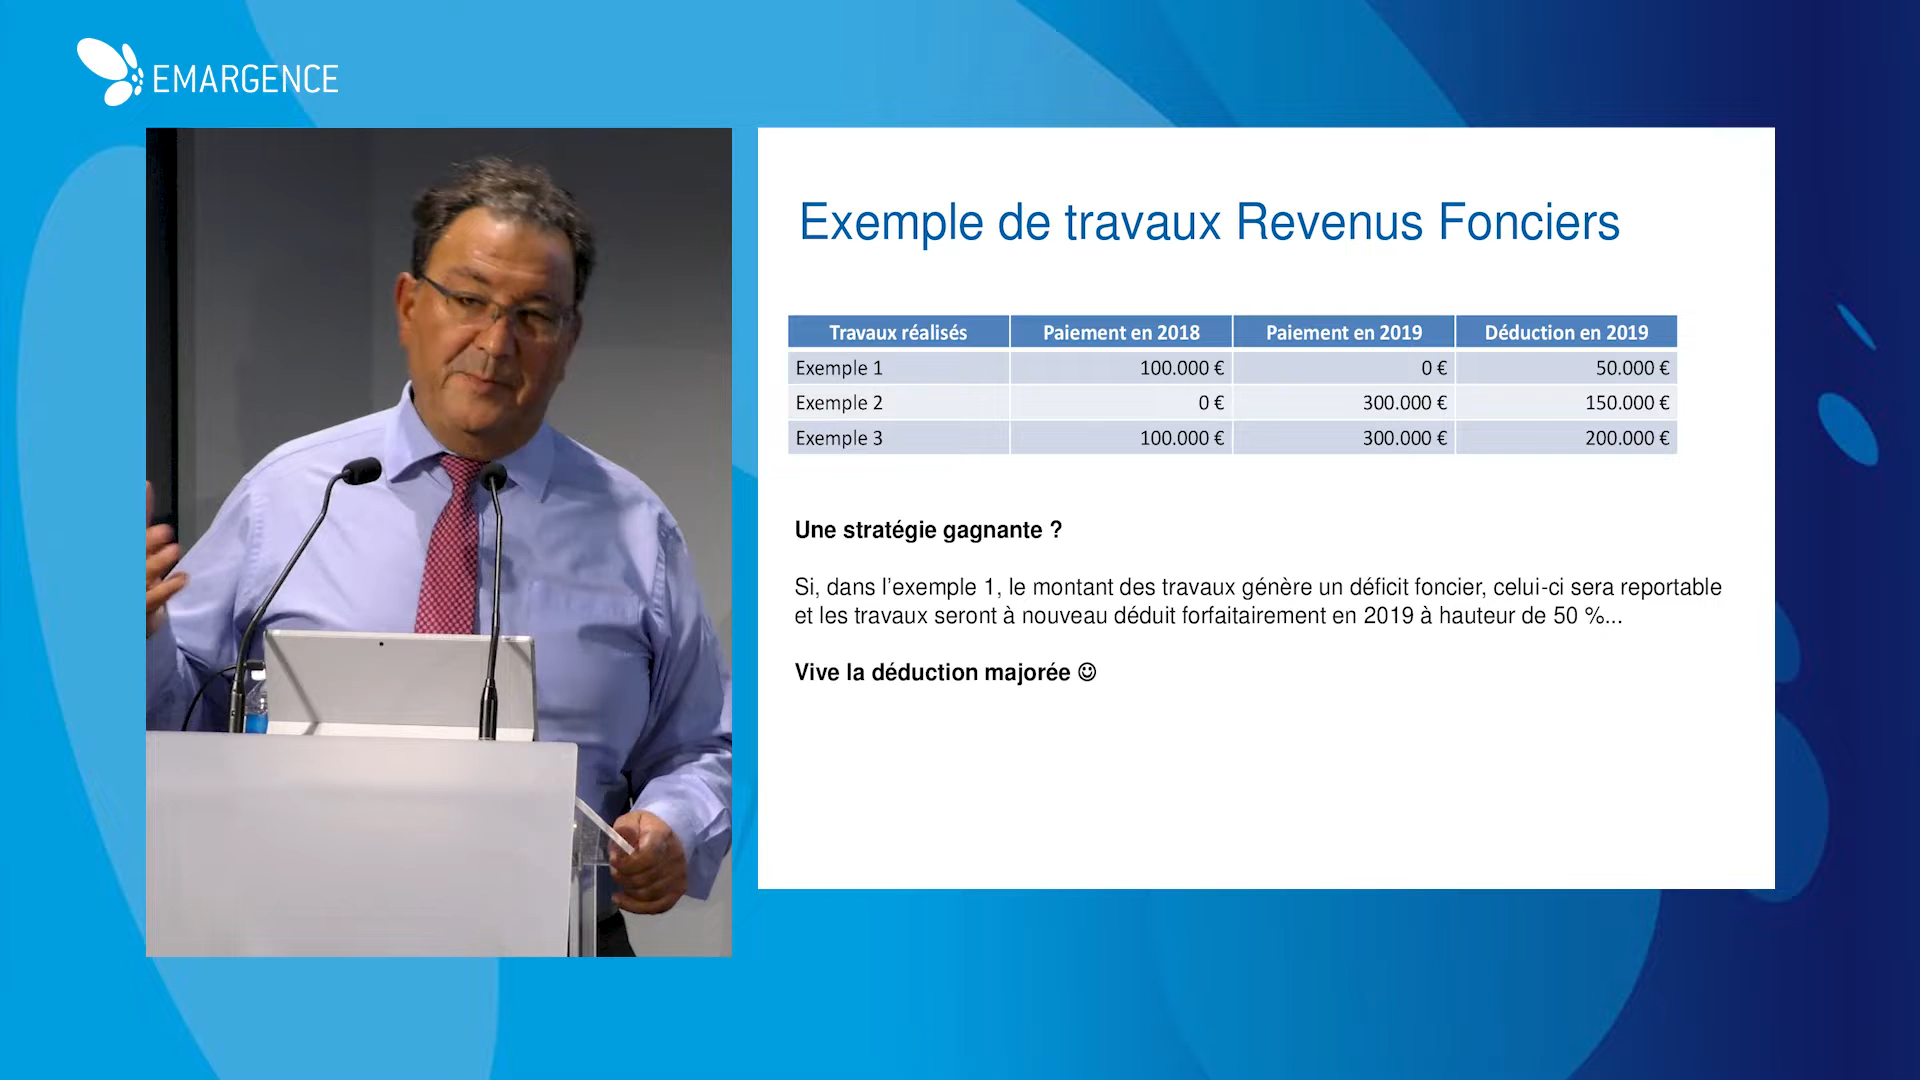 EMARGENCE
Exemple de travaux Revenus Fonciers
Travaux réalisés Paiement en 2018 Paiement en 2019 Déduction en 2019
Exemple 1 100.000 € 0 € 50.000 €
Exemple 2 0 € 300.000 € 150.000 €
Exemple 3 100.000 € 300.000 € 200.000 €
Une stratégie gagnante ?
Si, dans l’exemple 1, le montant des travaux génère un déficit foncier, celui-ci sera reportable
et les travaux seront à nouveau déduit forfaitairement en 2019 à hauteur de 50 %...
Vive la déduction majorée ☺